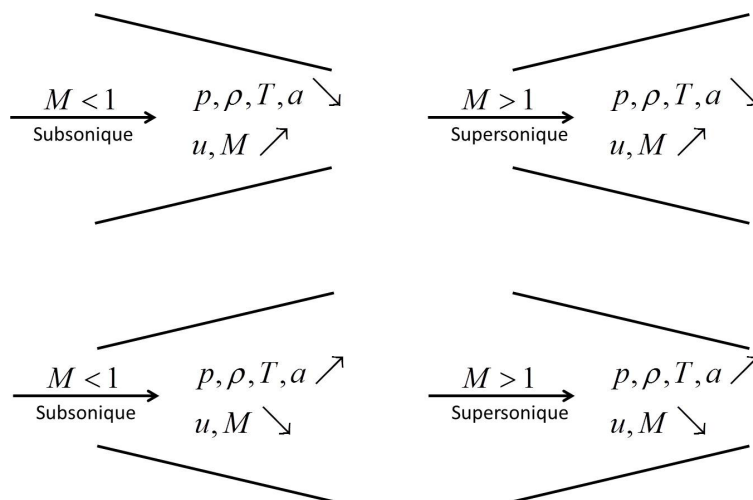 M < 1
p, ρ, T, a ↘
Subsonique
u, M ↗
M > 1
p, ρ, T, a ↘
Supersonique
u, M ↗
M < 1
p, ρ, T, a ↗
Subsonique
u, M ↘
M > 1
p, ρ, T, a ↗
Supersonique
u, M ↘